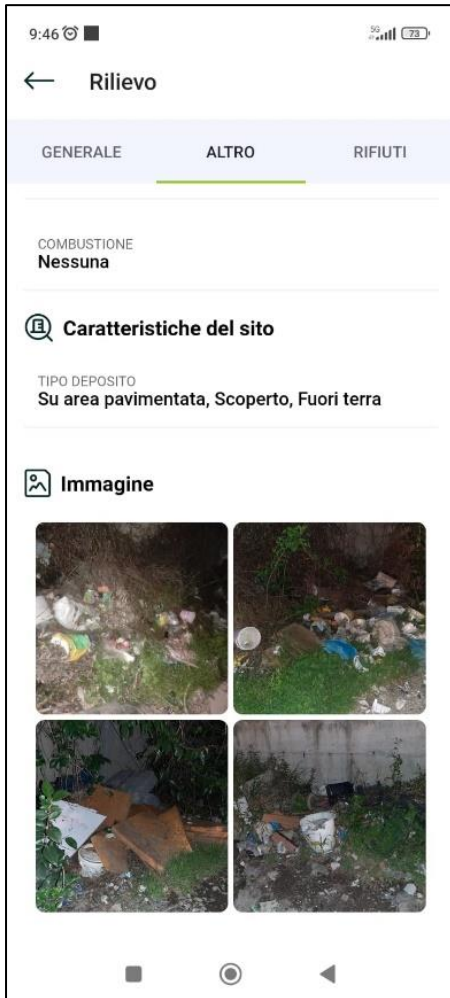 9:46
5G
73
Rilievo
GENERALE ALTRO RIFIUTI
COMBUSTIONE
Nessuna
Caratteristiche del sito
TIPO DEPOSITO
Su area pavimentata, Scoperto, Fuori terra
Immagine